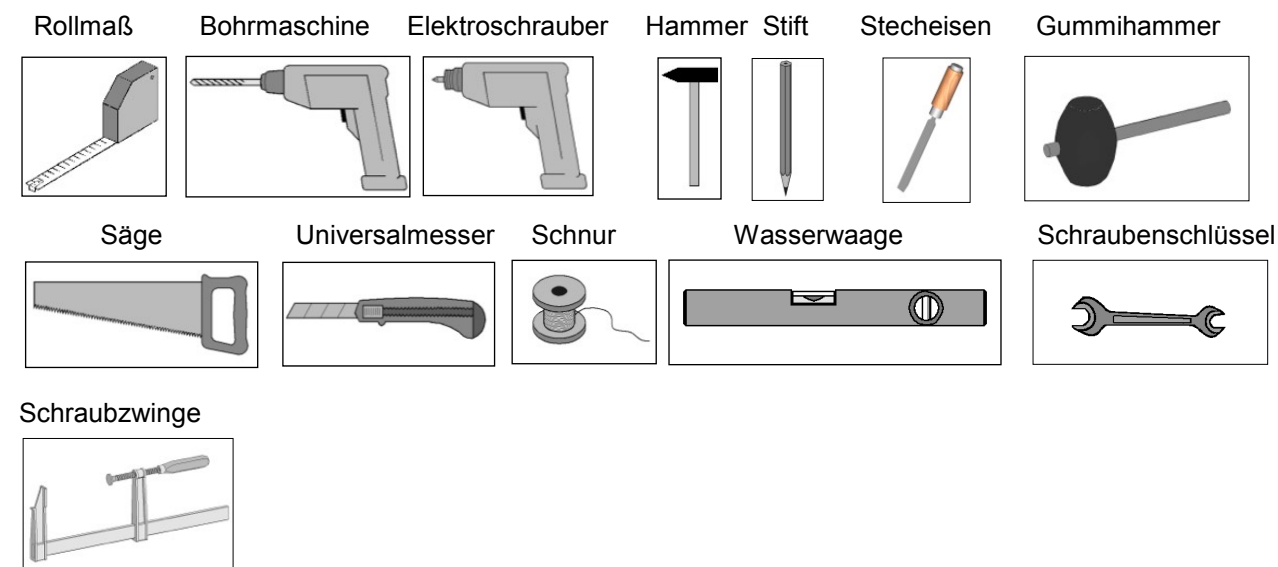 Rollmaß Bohrmaschine Elektroschrauber Hammer Stift Stecheisen Gummihammer
Säge Universalmesser Schnur Wasserwaage Schraubenschlüssel
Schraubzwinge